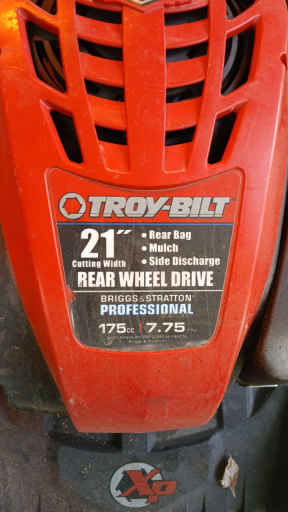 TROY-BILT
21"
Cutting Width
• Rear Bag
• Mulch
• Side Discharge
REAR WHEEL DRIVE
BRIGGS & STRATTON
PROFESSIONAL
175cc | 7.75
XP